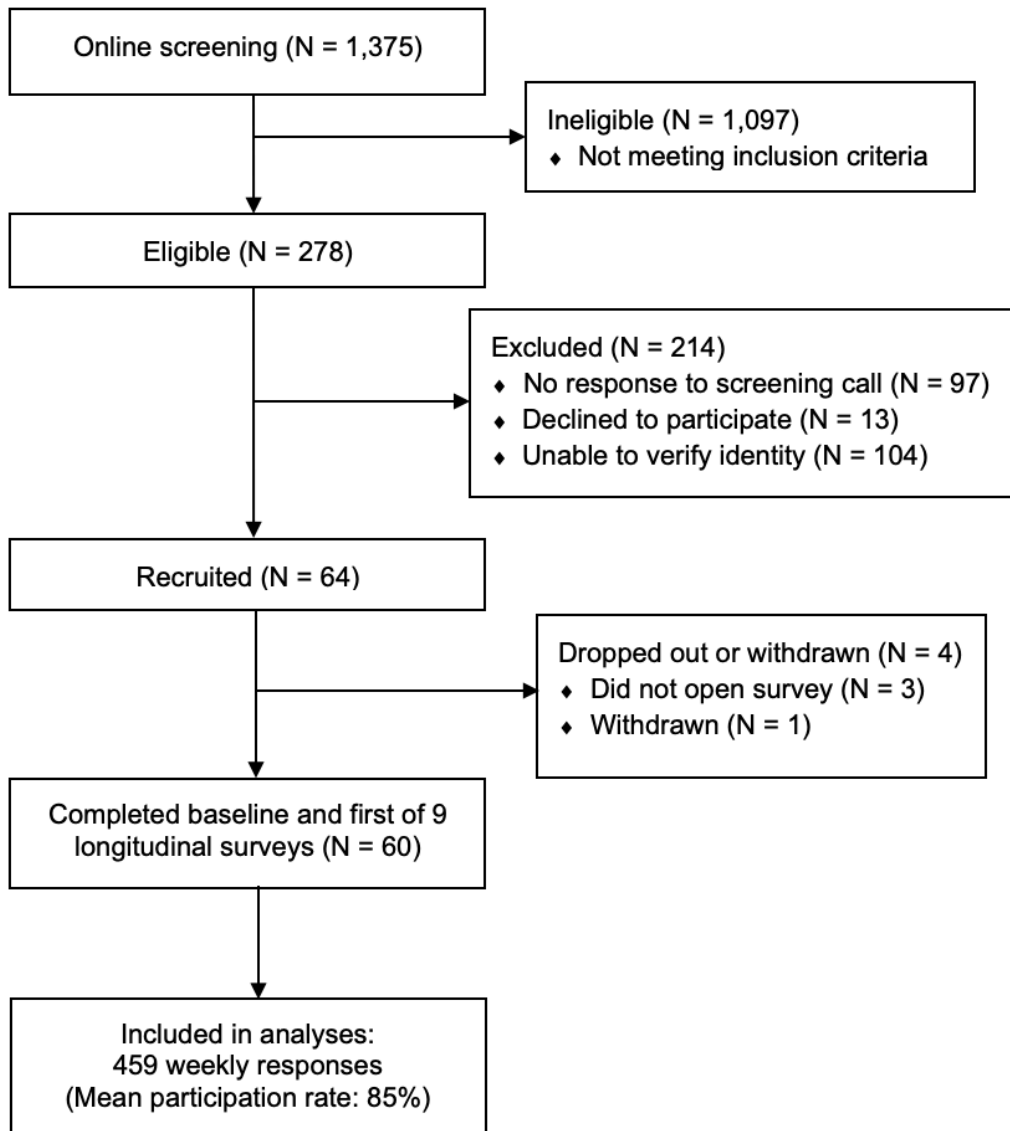 Online screening (N = 1,375)
Ineligible (N = 1,097)
♦ Not meeting inclusion criteria
Eligible (N = 278)
Excluded (N = 214)
♦ No response to screening call (N = 97)
♦ Declined to participate (N = 13)
♦ Unable to verify identity (N = 104)
Recruited (N = 64)
Dropped out or withdrawn (N = 4)
♦ Did not open survey (N = 3)
♦ Withdrawn (N = 1)
Completed baseline and first of 9
longitudinal surveys (N = 60)
Included in analyses:
459 weekly responses
(Mean participation rate: 85%)